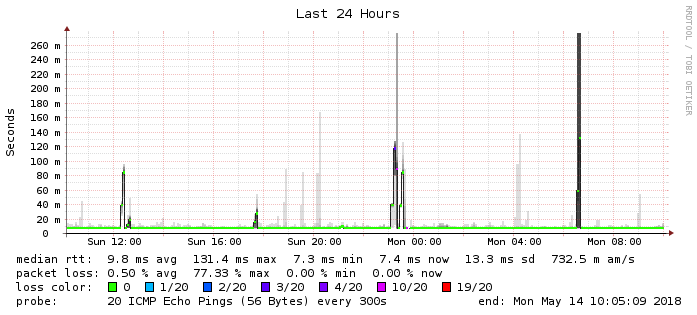 Last 24 Hours
RRDTOOL / TOBI OETIKER
Seconds
260 m
240 m
220 m
200 m
180 m
160 m
140 m
120 m
100 m
80 m
60 m
40 m
20 m
0
Sun 12:00 Sun 16:00 Sun 20:00 Mon 00:00 Mon 04:00 Mon 08:00
median rtt: 9.8 ms avg 131.4 ms max 7.3 ms min 7.4 ms now 13.3 ms sd 732.5 m am/s
packet loss: 0.50 % avg 77.33 % max 0.00 % min 0.00 % now
loss color: 0 1/20 2/20 3/20 4/20 10/20 19/20
probe: 20 ICMP Echo Pings (56 Bytes) every 300s end: Mon May 14 10:05:09 2018